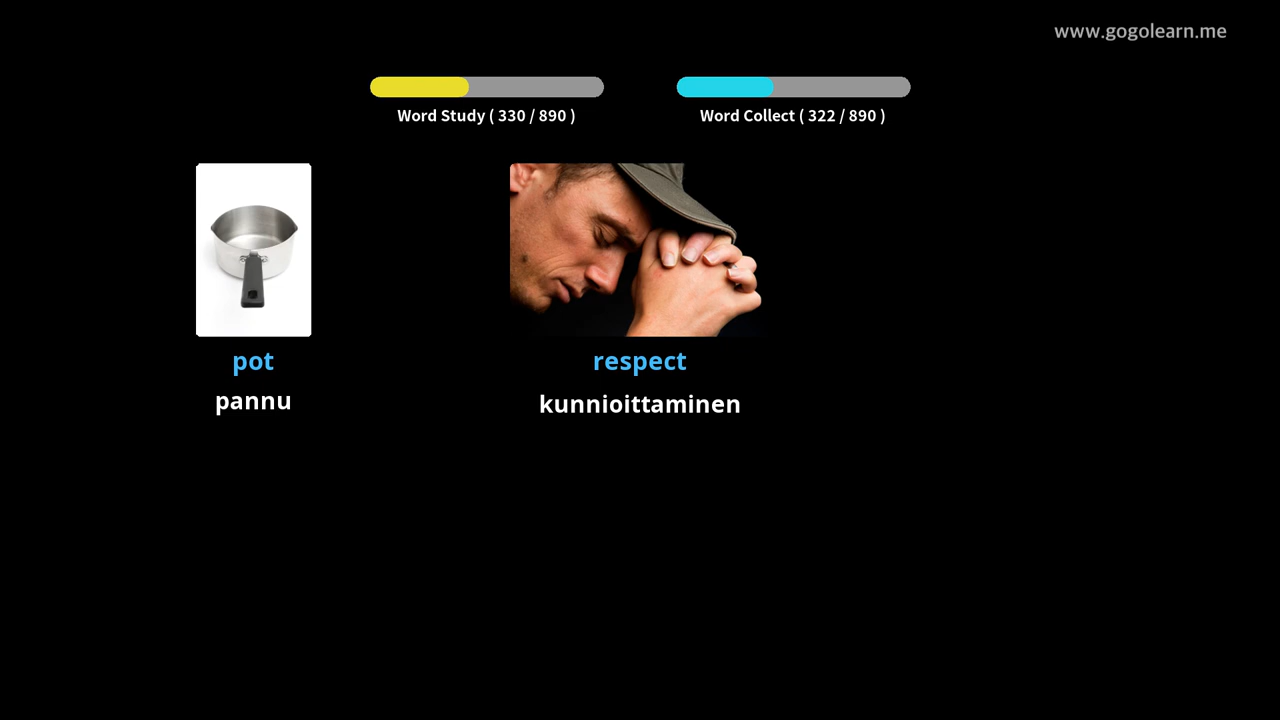 www.gogolearn.me
Word Study ( 330 / 890 )
Word Collect ( 322 / 890 )
pot
pannu
respect
kunnioittaminen